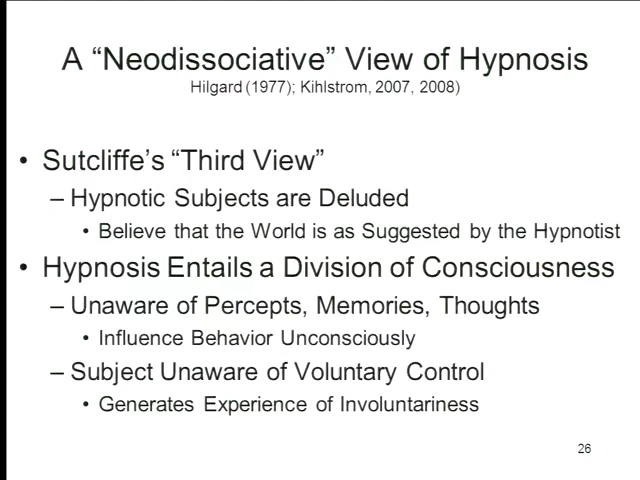 A “Neodissociative” View of Hypnosis
Hilgard (1977); Kihlstrom, 2007, 2008)
• Sutcliffe’s “Third View”
– Hypnotic Subjects are Deluded
• Believe that the World is as Suggested by the Hypnotist
• Hypnosis Entails a Division of Consciousness
– Unaware of Percepts, Memories, Thoughts
• Influence Behavior Unconsciously
– Subject Unaware of Voluntary Control
• Generates Experience of Involuntariness
26